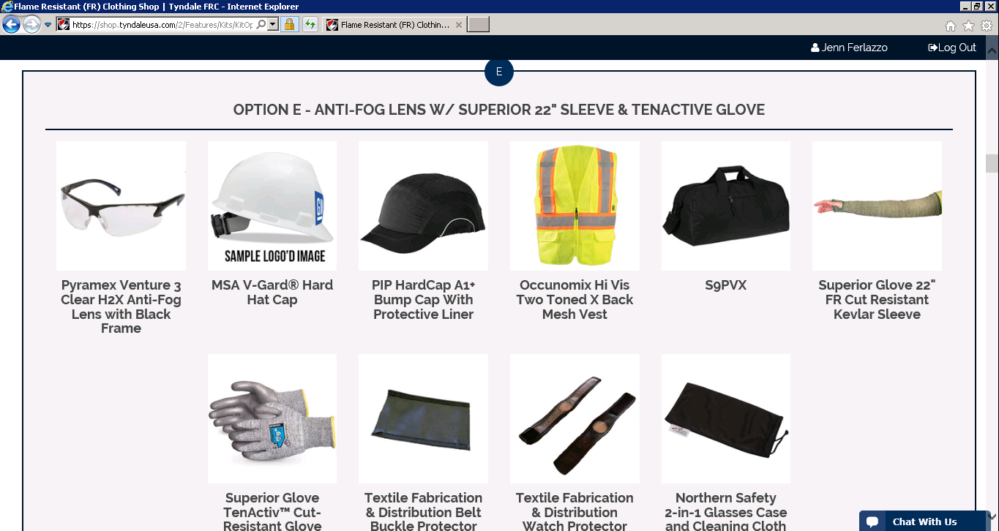 Flame Resistant (FR) Clothing Shop | Tyndale FRC - Internet Explorer
https://shop.tyndaleusa.com/2/Features/Kits/KitOp
Flame Resistant (FR) Clothin...
Jenn Ferlazzo
Log Out
E
OPTION E - ANTI-FOG LENS W/ SUPERIOR 22" SLEEVE & TENACTIVE GLOVE
GM
SAMPLE LOGO'D IMAGE
Pyramex Venture 3
Clear H2X Anti-Fog
Lens with Black
Frame
MSA V-Gard® Hard
Hat Cap
PIP HardCap A1+
Bump Cap With
Protective Liner
Occunomix Hi Vis
Two Toned X Back
Mesh Vest
S9PVX
Superior Glove 22"
FR Cut Resistant
Kevlar Sleeve
Superior Glove
TenActiv™ Cut-
Resistant Glove
Textile Fabrication
& Distribution Belt
Buckle Protector
Textile Fabrication
& Distribution
Watch Protector
Northern Safety
2-in-1 Glasses Case
and Cleaning Cloth
Chat With Us